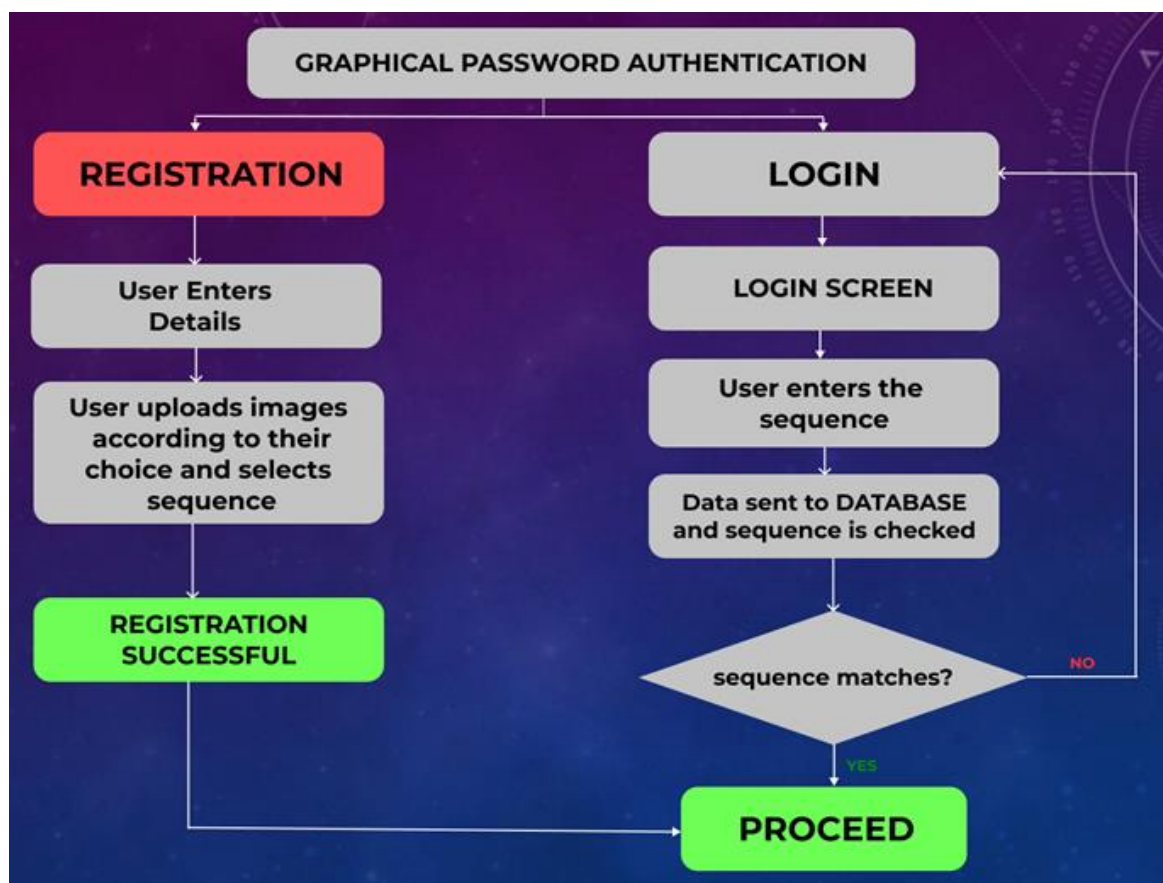 GRAPHICAL PASSWORD AUTHENTICATION
REGISTRATION
User Enters
Details
User uploads images
according to their
choice and selects
sequence
REGISTRATION
SUCCESSFUL
LOGIN
LOGIN SCREEN
User enters the
sequence
Data sent to DATABASE
and sequence is checked
sequence matches?
NO
YES
PROCEED